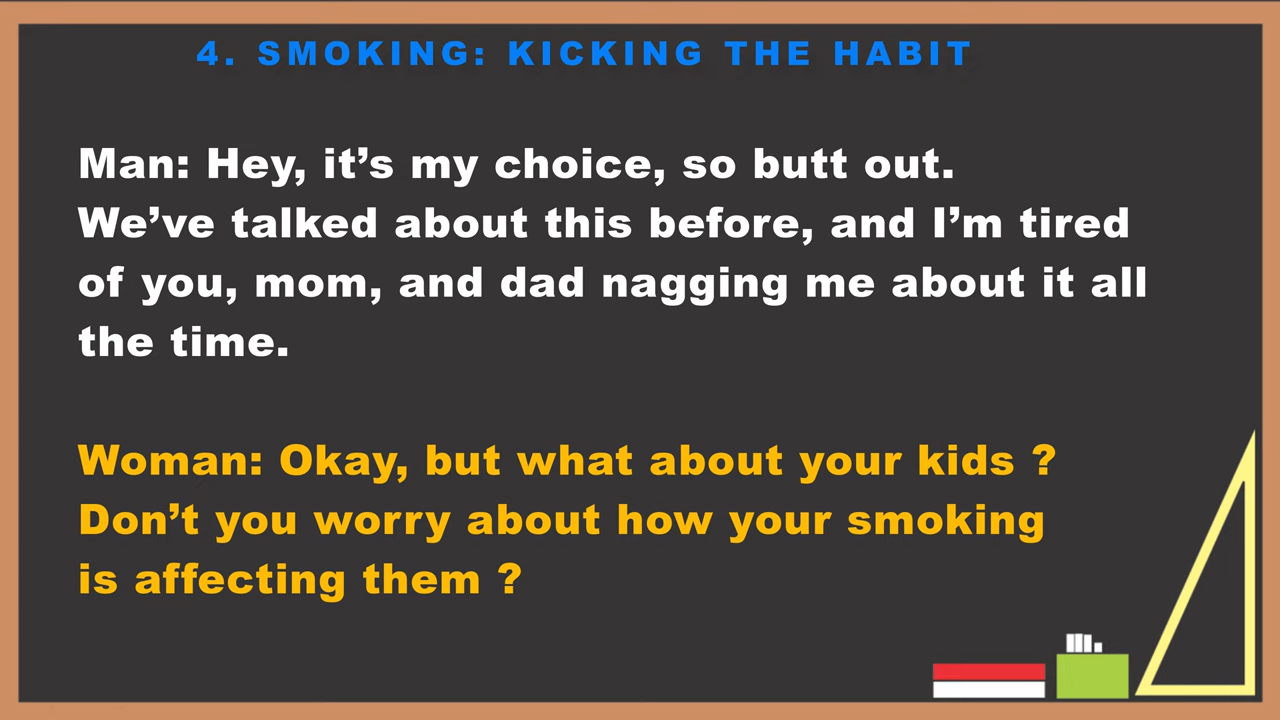 4. SMOKING: KICKING THE HABIT
Man: Hey, it’s my choice, so butt out.
We’ve talked about this before, and I’m tired
of you, mom, and dad nagging me about it all
the time.
Woman: Okay, but what about your kids ?
Don’t you worry about how your smoking
is affecting them ?